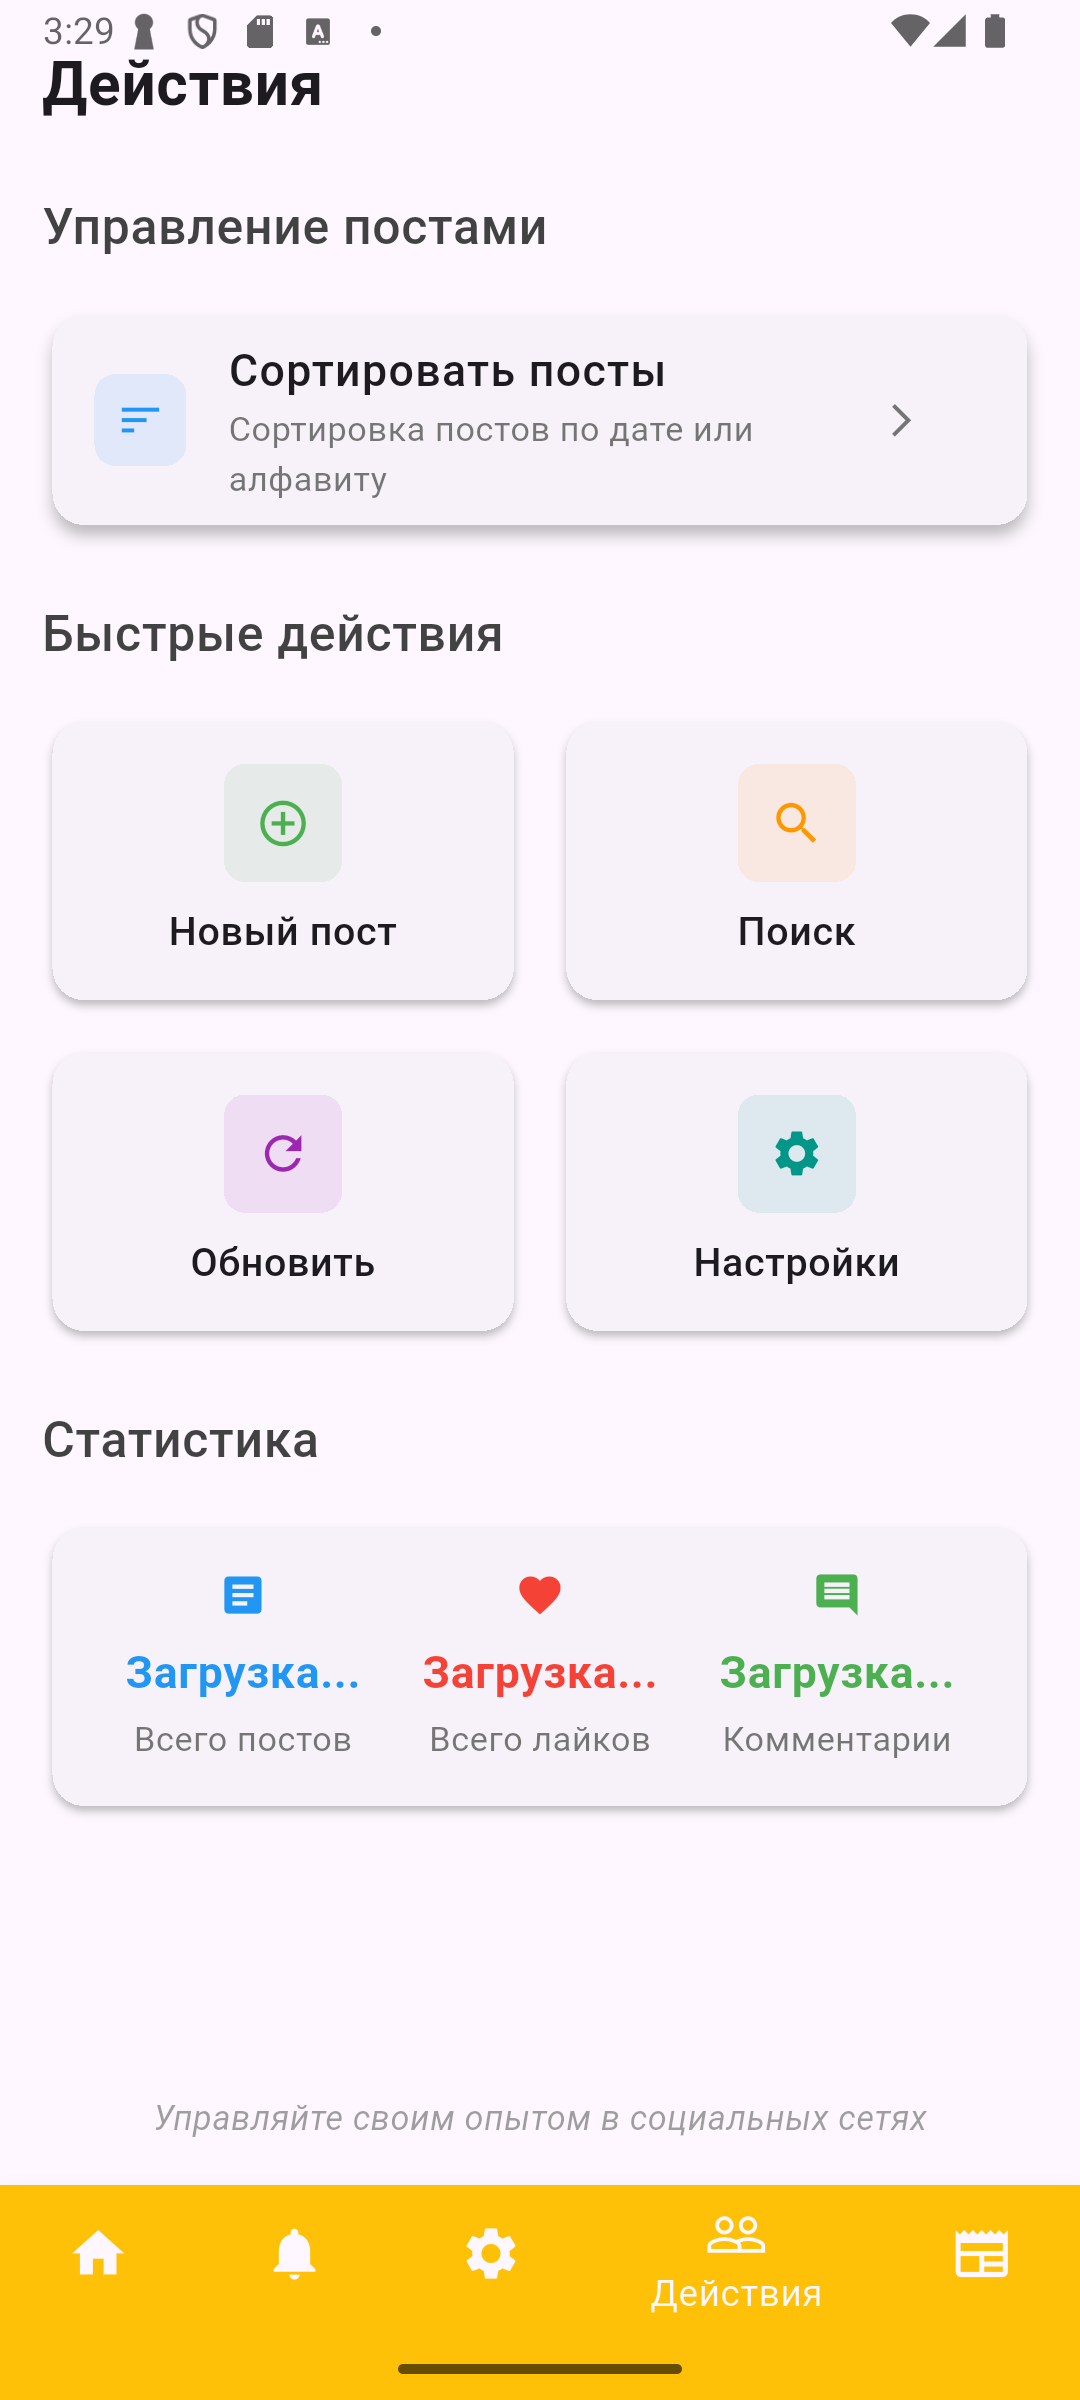 3:29
Действия
Управление постами
Сортировать посты
Сортировка постов по дате или
алфавиту
Быстрые действия
Новый пост
Поиск
Обновить
Настройки
Статистика
Загрузка... Загрузка... Загрузка...
Всего постов Всего лайков Комментарии
Управляйте своим опытом в социальных сетях
Действия